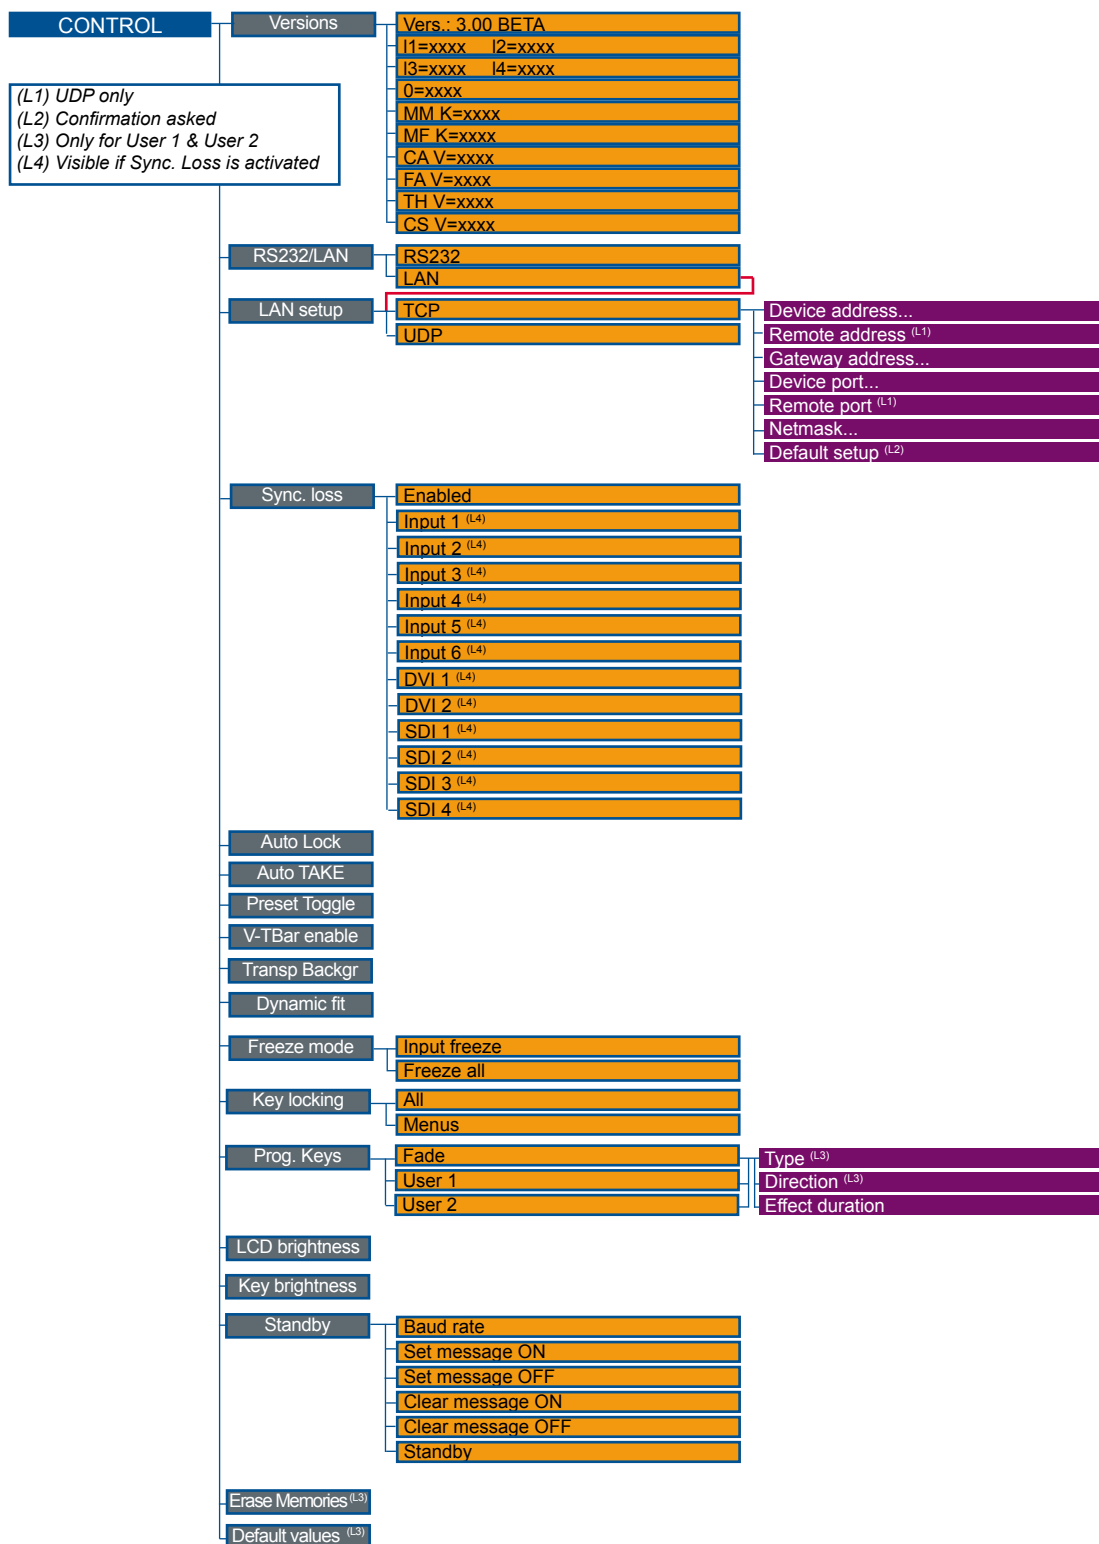 CONTROL
(L1) UDP only
(L2) Confirmation asked
(L3) Only for User 1 & User 2
(L4) Visible if Sync. Loss is activated
Versions
Vers.: 3.00 BETA
I1=xxxx I2=xxxx
I3=xxxx I4=xxxx
0=xxxx
MM K=xxxx
MF K=xxxx
CA V=xxxx
FA V=xxxx
TH V=xxxx
CS V=xxxx
RS232/LAN
RS232
LAN
LAN setup
TCP
UDP
Device address...
Remote address (L1)
Gateway address...
Device port...
Remote port (L1)
Netmask...
Default setup (L2)
Sync. loss
Enabled
Input 1 (L4)
Input 2 (L4)
Input 3 (L4)
Input 4 (L4)
Input 5 (L4)
Input 6 (L4)
DVI 1 (L4)
DVI 2 (L4)
SDI 1 (L4)
SDI 2 (L4)
SDI 3 (L4)
SDI 4 (L4)
Auto Lock
Auto TAKE
Preset Toggle
V-TBar enable
Transp Backgr
Dynamic fit
Freeze mode
Input freeze
Freeze all
Key locking
All
Menus
Prog. Keys
Fade
User 1
User 2
Type (L3)
Direction (L3)
Effect duration
LCD brightness
Key brightness
Standby
Baud rate
Set message ON
Set message OFF
Clear message ON
Clear message OFF
Standby
Erase Memories (L3)
Default values (L3)